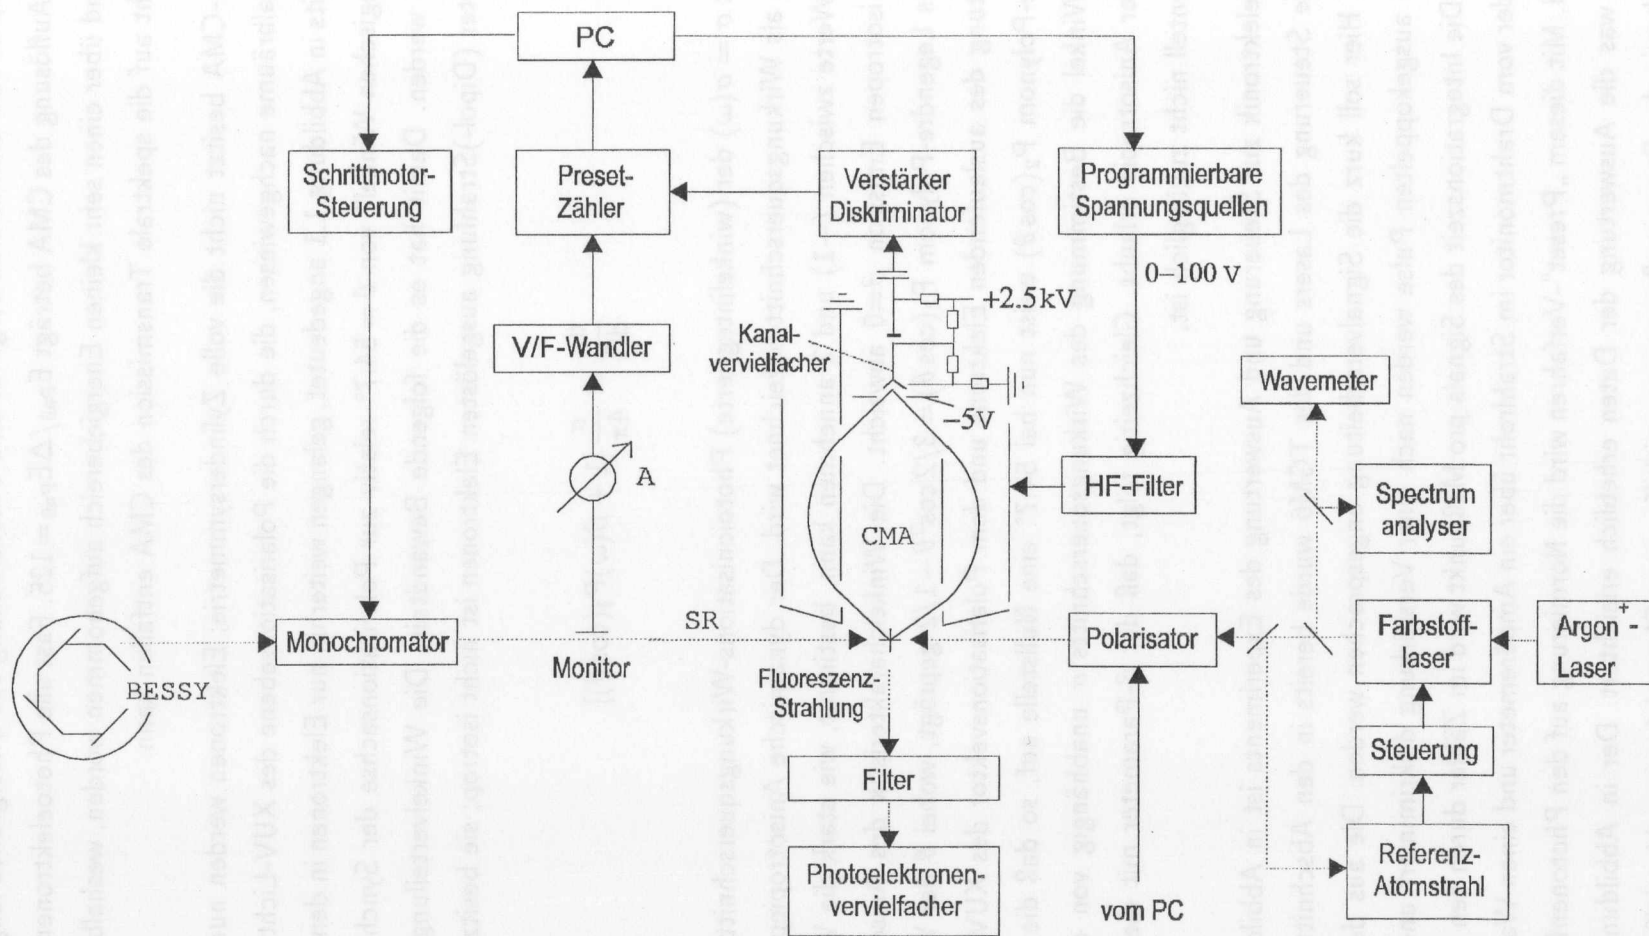 PC
Schrittmotor-
Steuerung
Preset-
Zähler
Verstärker
Diskriminator
Programmierbare
Spannungsquellen
0–100 V
+2.5kV
V/F-Wandler
Kanal-
vervielfacher
−5V
Wavemeter
A
HF-Filter
Spectrum
analyser
CMA
BESSY
Monochromator
SR
Monitor
Polarisator
Farbstoff-
laser
Argon + -
Laser
Fluoreszenz-
Strahlung
Steuerung
Filter
Photoelektronen-
vervielfacher
Referenz-
Atomstrahl
vom PC